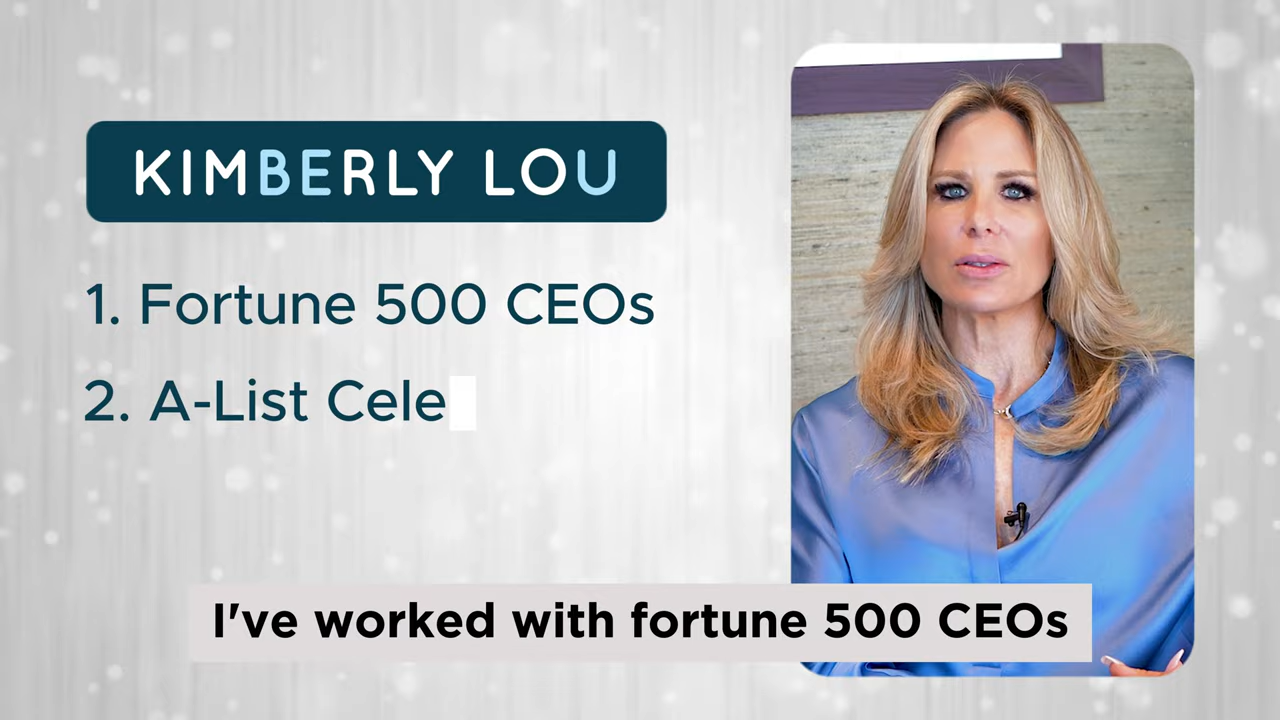 KIMBERLY LOU
1. Fortune 500 CEOs
2. A-List Cele
I've worked with fortune 500 CEOs